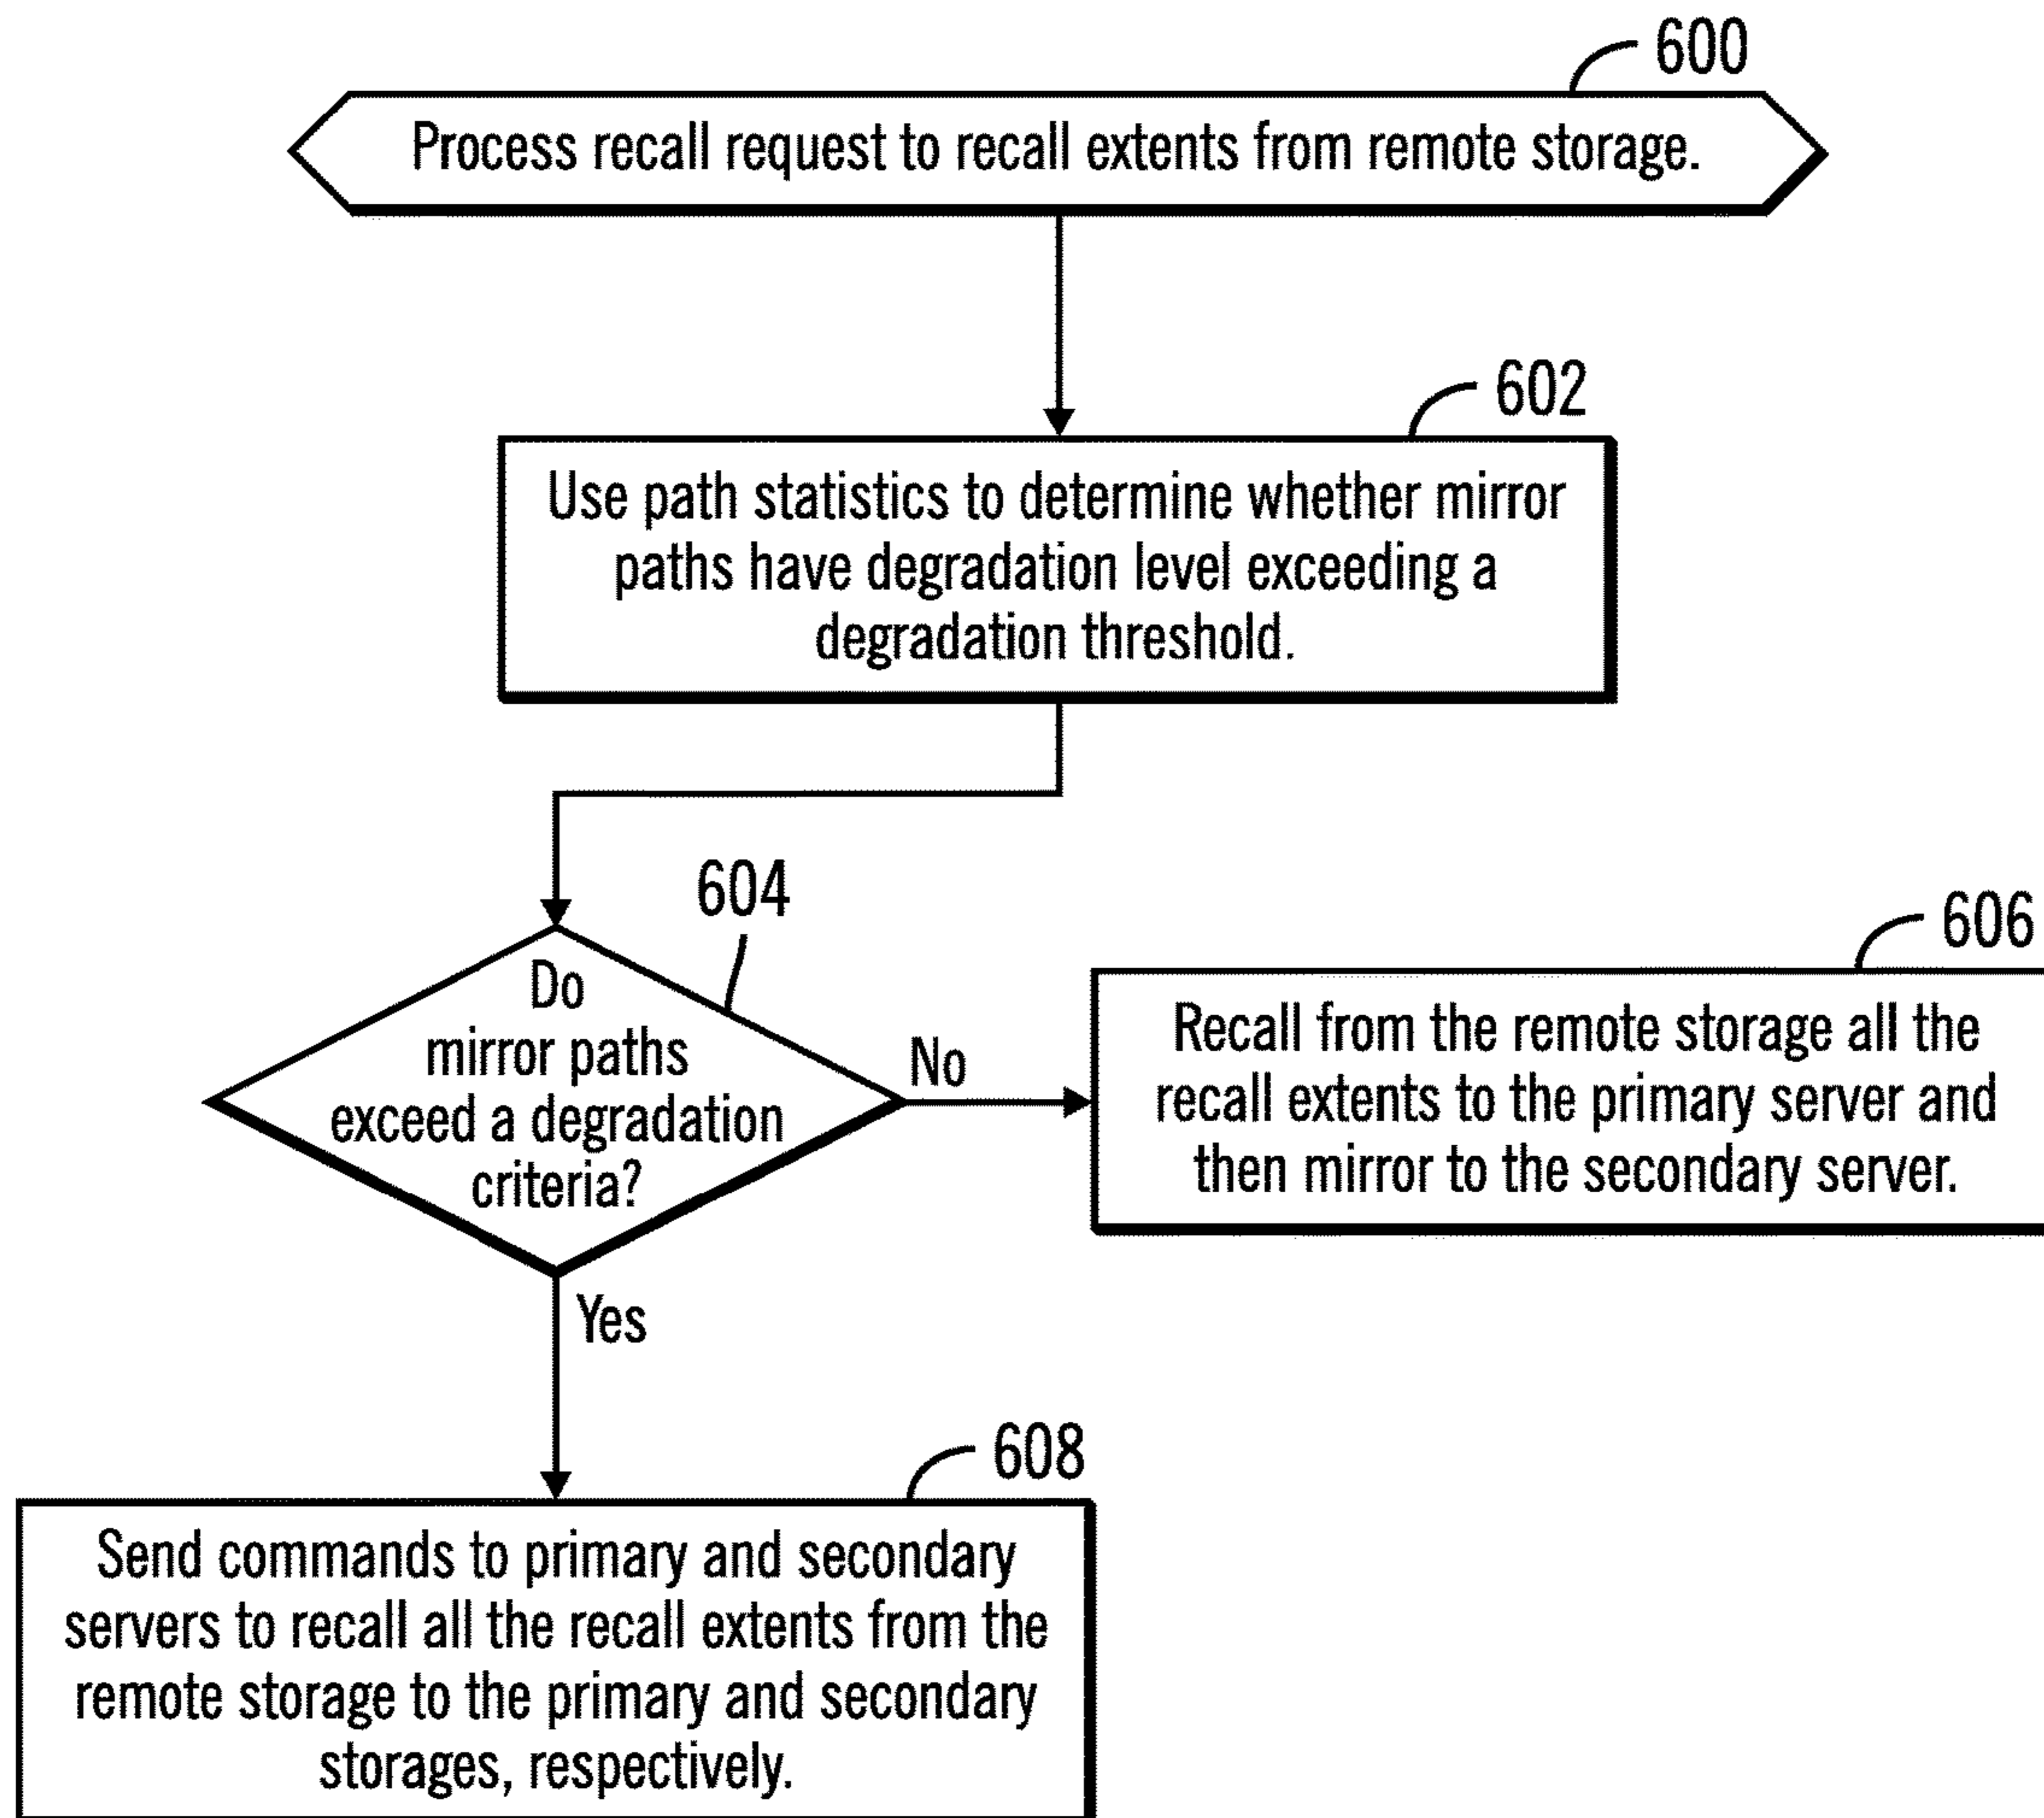 600
Process recall request to recall extents from remote storage.
602
Use path statistics to determine whether mirror
paths have degradation level exceeding a
degradation threshold.
604
Do
mirror paths
exceed a degradation
criteria?
No
606
Recall from the remote storage all the
recall extents to the primary server and
then mirror to the secondary server.
Yes
608
Send commands to primary and secondary
servers to recall all the recall extents from the
remote storage to the primary and secondary
storages, respectively.